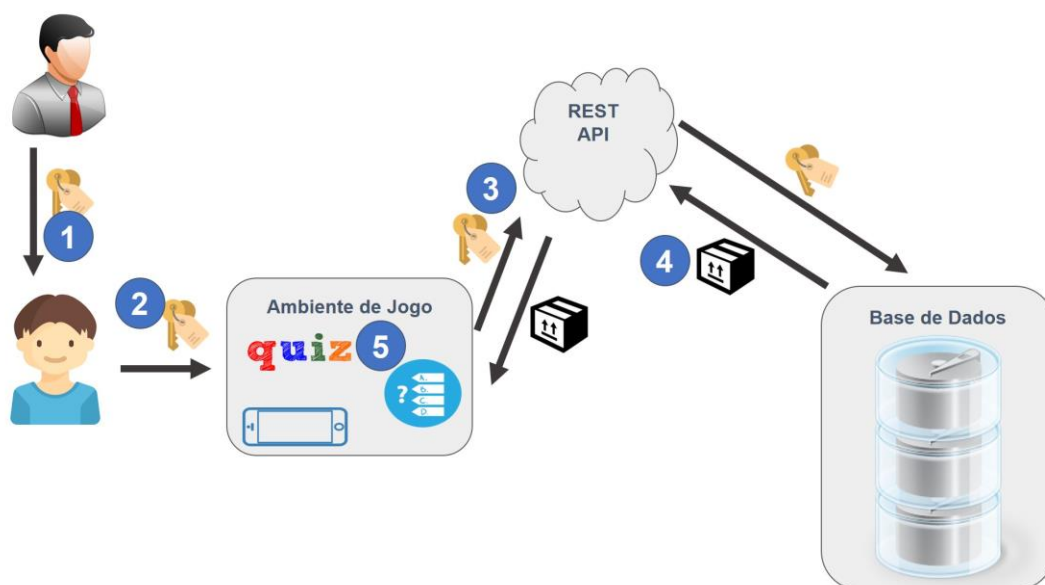 REST
API
3
1
4
2
Ambiente de Jogo
quiz
5
?
A.
B.
C.
D.
Base de Dados